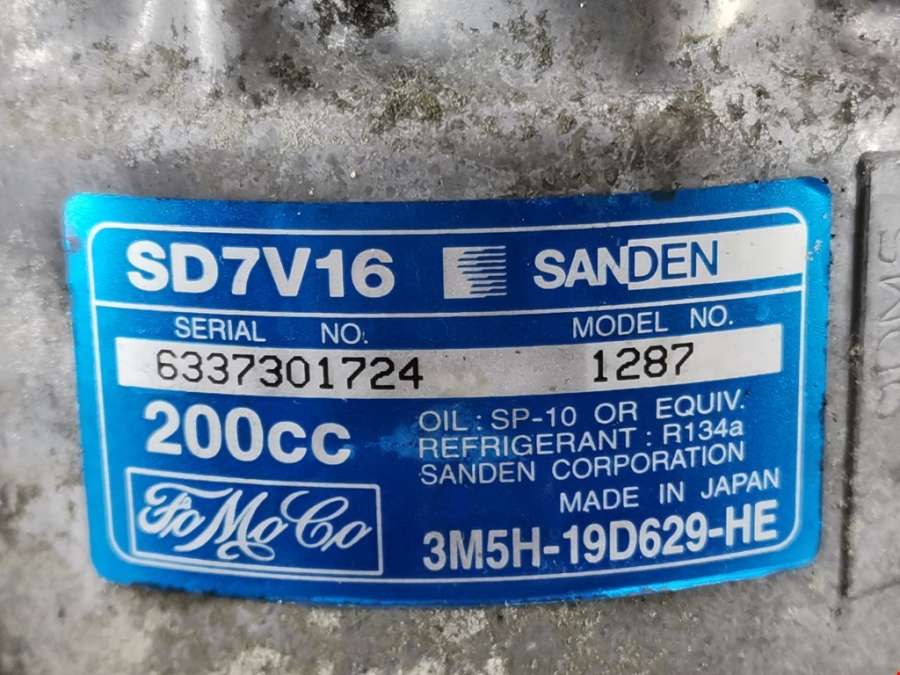 SD7V16 SANDEN
SERIAL NO. MODEL NO.
6337301724 1287
200cc
OIL : SP-10 OR EQUIV.
REFRIGERANT : R134a
SANDEN CORPORATION
MADE IN JAPAN
FoMoCo
3M5H-19D629-HE